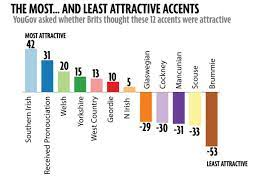 THE MOST... AND LEAST ATTRACTIVE ACCENTS
YouGov asked whether Brits thought these 12 accents were attractive
MOST ATTRACTIVE
42
31
20
15
13
10
5
Southern Irish
Received Pronounciation
Welsh
Yorkshire
West Country
Geordie
N Irish
Glaswegian
Cockney
Mancunian
Scouse
Brummie
-29
-30
-31
-33
-53
LEAST ATTRACTIVE